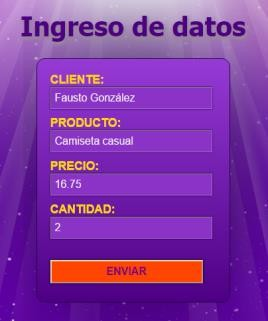 Ingreso de datos
CLIENTE:
Fausto González
PRODUCTO:
Camiseta casual
PRECIO:
16.75
CANTIDAD:
2
ENVIAR